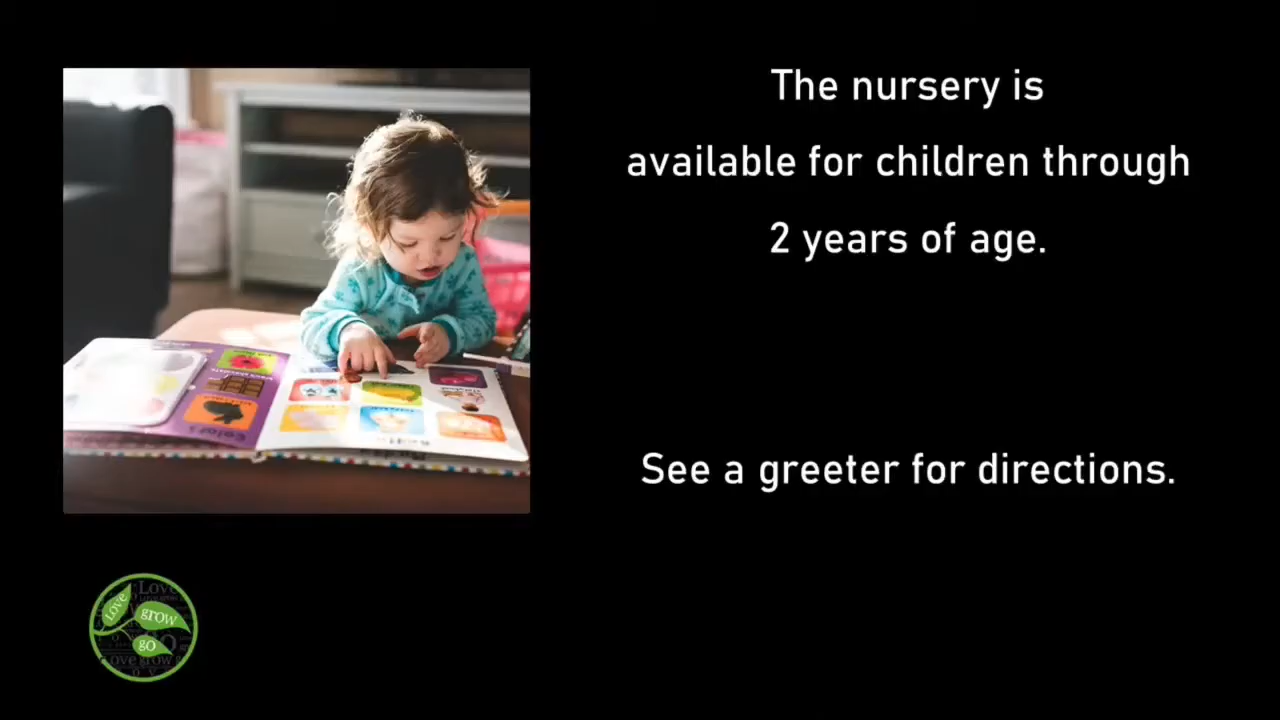 The nursery is
available for children through
2 years of age.
See a greeter for directions.
Love
grow
go